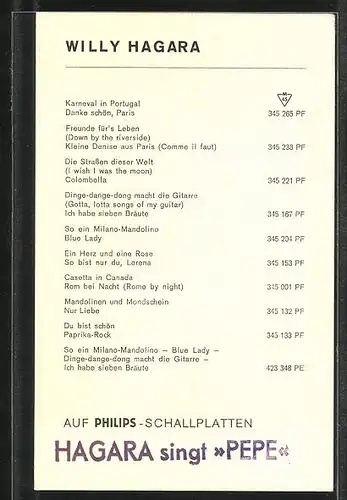 WILLY HAGARA
M
45
Karneval in Portugal
Danke schön, Paris 345 265 PF
Freunde für's Leben
(Down by the riverside)
Kleine Denise aus Paris (Comme il faut) 345 238 PF
Die Straßen dieser Welt
(I wish I was the moon)
Colombella 345 221 PF
Dinge-dange-dong macht die Gitarre
(Gotta, lotta songs of my guitar)
Ich habe sieben Bräute 345 167 PF
So ein Milano-Mandolino
Blue Lady 345 204 PF
Ein Herz und eine Rose
So bist nur du, Lorena 345 153 PF
Casetta in Canada
Rom bei Nacht (Rome by night) 345 001 PF
Mandolinen und Mondschein
Nur Liebe 345 132 PF
Du bist schön
Paprika-Rock 345 133 PF
So ein Milano-Mandolino – Blue Lady –
Dinge-dange-dong macht die Gitarre –
Ich habe sieben Bräute 423 348 PE
AUF PHILIPS-SCHALLPLATTEN
HAGARA singt »PEPE«